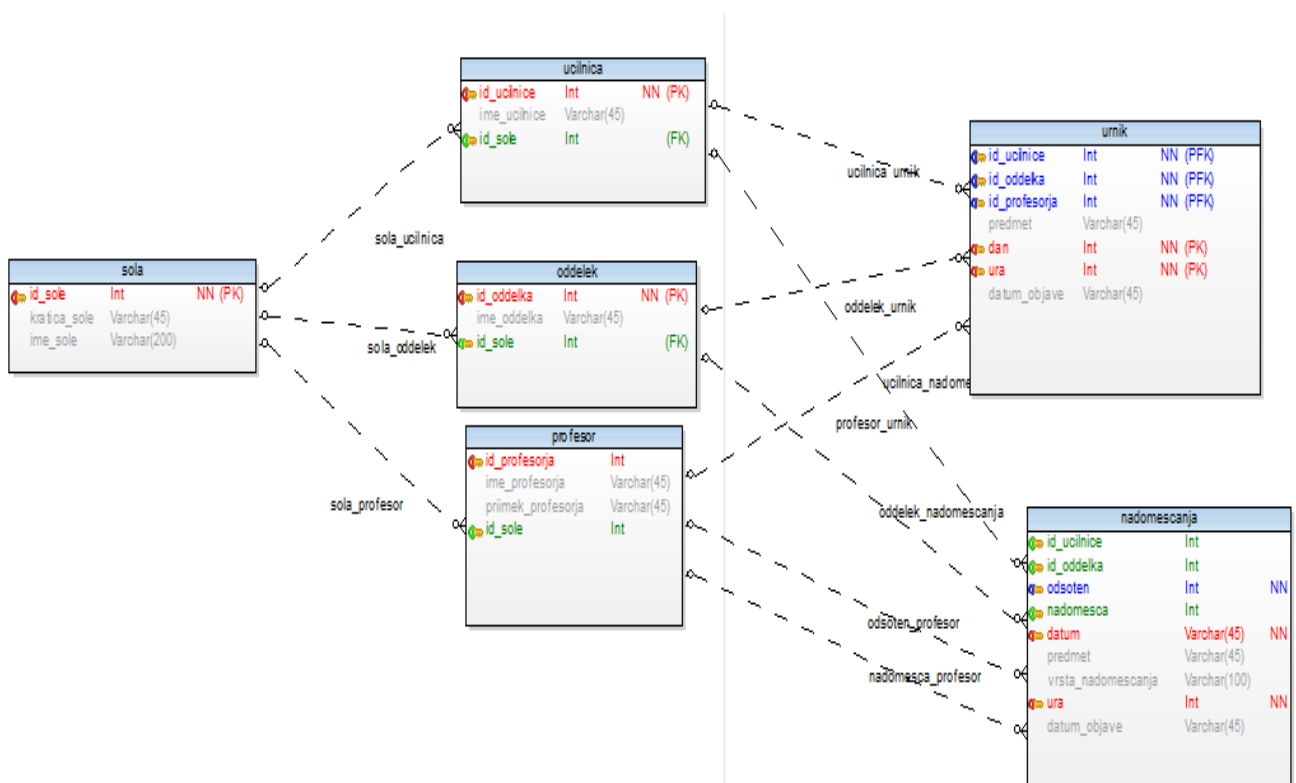 ucilnica
id_ucilnice Int NN (PK)
ime_ucilnice Varchar(45)
id_sole Int (FK)
sola_ucilnica
sola
id_sole Int NN (PK)
kratica_sole Varchar(45)
ime_sole Varchar(200)
sola_oddelek
oddelek
id_oddelka Int NN (PK)
ime_oddelka Varchar(45)
id_sole Int (FK)
sola_profesor
profesor
id_profesorja Int
ime_profesorja Varchar(45)
priimek_profesorja Varchar(45)
id_sole Int
ucilnica_urnik
oddelek_urnik
ucilnica_nadome
profesor_urnik
oddelek_nadomescanja
odsoten_profesor
nadomesca_profesor
urnik
id_ucilnice Int NN (PFK)
id_oddelka Int NN (PFK)
id_profesorja Int NN (PFK)
predmet Varchar(45)
dan Int NN (PK)
ura Int NN (PK)
datum_objave Varchar(45)
nadomescanja
id_ucilnice Int
id_oddelka Int
odsoten Int NN
nadomesca Int
datum Varchar(45) NN
predmet Varchar(45)
vrsta_nadomescanja Varchar(100)
ura Int NN
datum_objave Varchar(45)